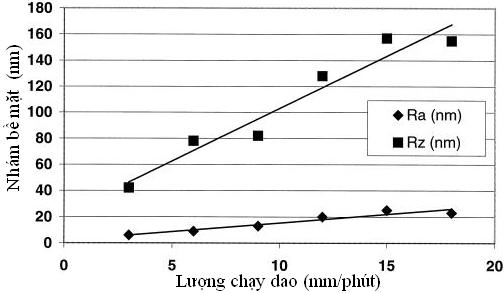 180
160
140
120
100
80
60
40
20
0
Nhám bề mặt (nm)
Ra (nm)
Rz (nm)
0 5 10 15 20
Lượng chạy dao (mm/phút)